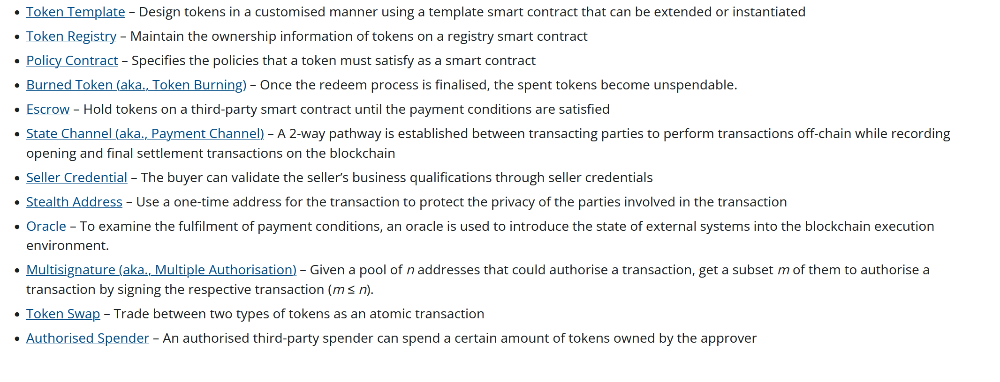 • Token Template – Design tokens in a customised manner using a template smart contract that can be extended or instantiated
• Token Registry – Maintain the ownership information of tokens on a registry smart contract
• Policy Contract – Specifies the policies that a token must satisfy as a smart contract
• Burned Token (aka., Token Burning) – Once the redeem process is finalised, the spent tokens become unspendable.
• Escrow – Hold tokens on a third-party smart contract until the payment conditions are satisfied
• State Channel (aka., Payment Channel) – A 2-way pathway is established between transacting parties to perform transactions off-chain while recording
opening and final settlement transactions on the blockchain
• Seller Credential – The buyer can validate the seller’s business qualifications through seller credentials
• Stealth Address – Use a one-time address for the transaction to protect the privacy of the parties involved in the transaction
• Oracle – To examine the fulfilment of payment conditions, an oracle is used to introduce the state of external systems into the blockchain execution
environment.
• Multisignature (aka., Multiple Authorisation) – Given a pool of n addresses that could authorise a transaction, get a subset m of them to authorise a
transaction by signing the respective transaction (m ≤ n).
• Token Swap – Trade between two types of tokens as an atomic transaction
• Authorised Spender – An authorised third-party spender can spend a certain amount of tokens owned by the approver